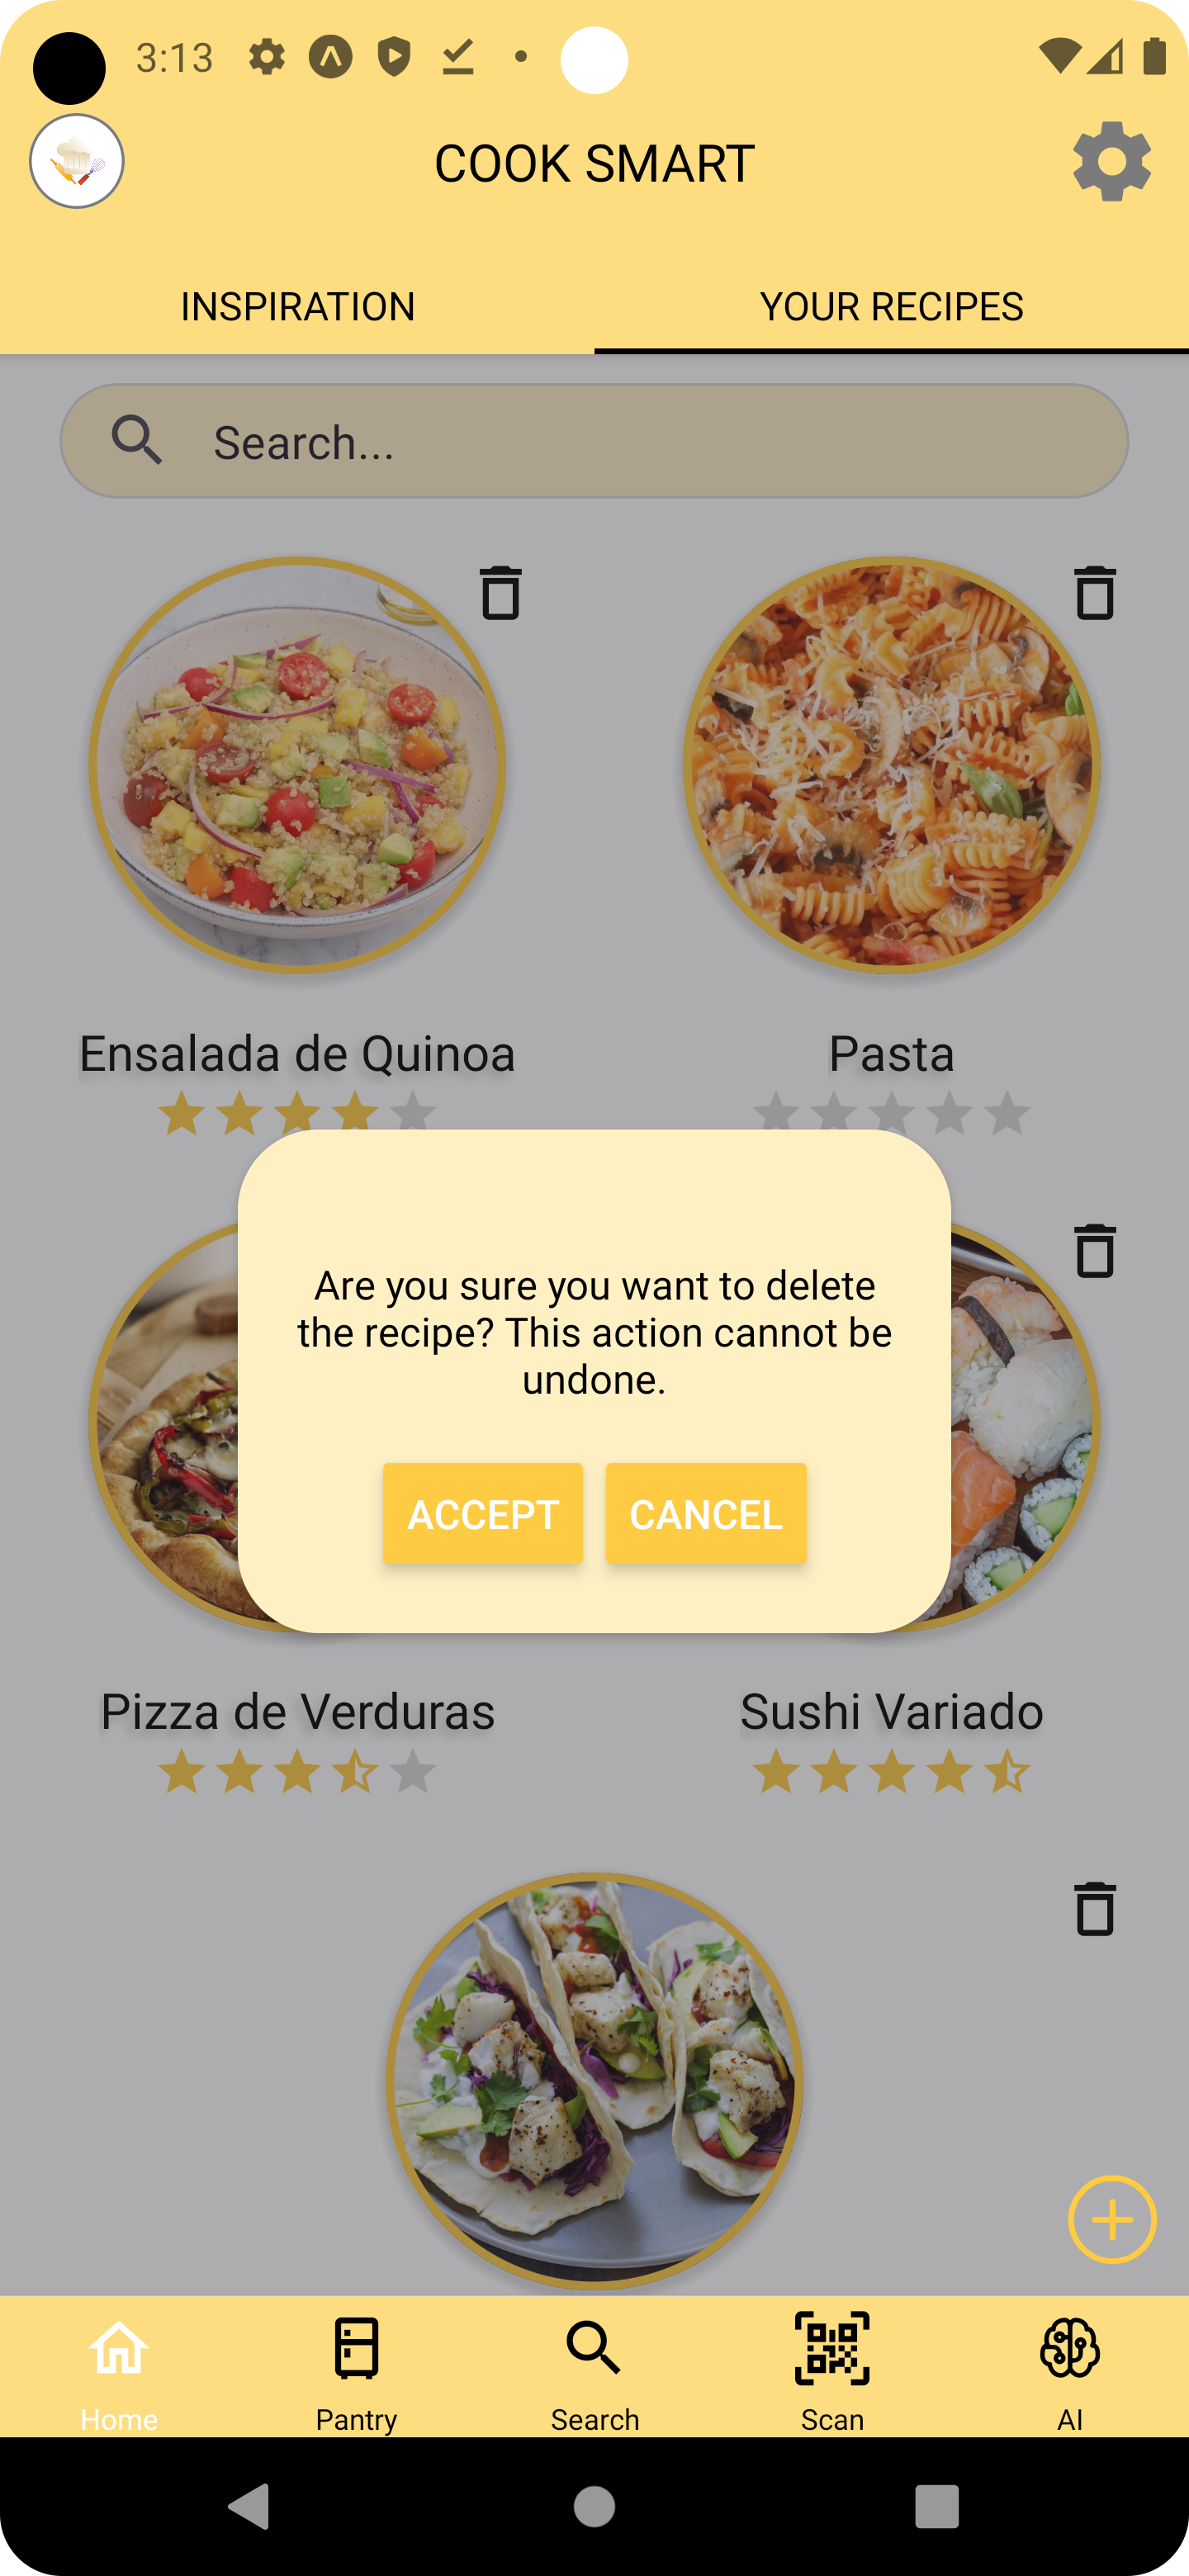 3:13
COOK SMART
INSPIRATION
YOUR RECIPES
Search...
Ensalada de Quinoa
Pasta
Are you sure you want to delete
the recipe? This action cannot be
undone.
ACCEPT
CANCEL
Pizza de Verduras
Sushi Variado
Home
Pantry
Search
Scan
AI